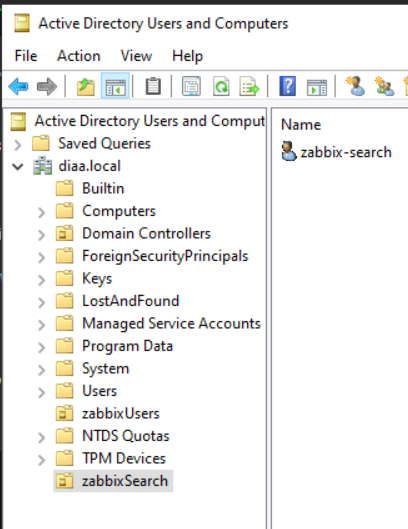 Active Directory Users and Computers
File Action View Help
Active Directory Users and Comput
Name
Saved Queries
zabbix-search
diaa.local
Builtin
Computers
Domain Controllers
ForeignSecurityPrincipals
Keys
LostAndFound
Managed Service Accounts
Program Data
System
Users
zabbixUsers
NTDS Quotas
TPM Devices
zabbixSearch